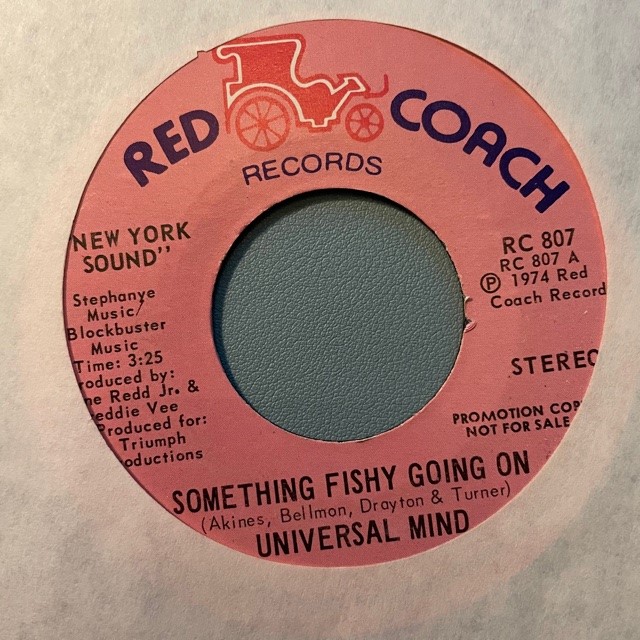 RED COACH
RECORDS
NEW YORK
SOUND"
Stephanye
Music/
Blockbuster
Music
Time: 3:25
roduced by:
ne Redd Jr. &
eddie Vee
Produced for:
Triumph
oductions
RC 807
RC 807 A
Ⓟ 1974 Red
Coach Record
STEREO
PROMOTION COP
NOT FOR SALE
SOMETHING FISHY GOING ON
(Akines, Bellmon, Drayton & Turner)
UNIVERSAL MIND